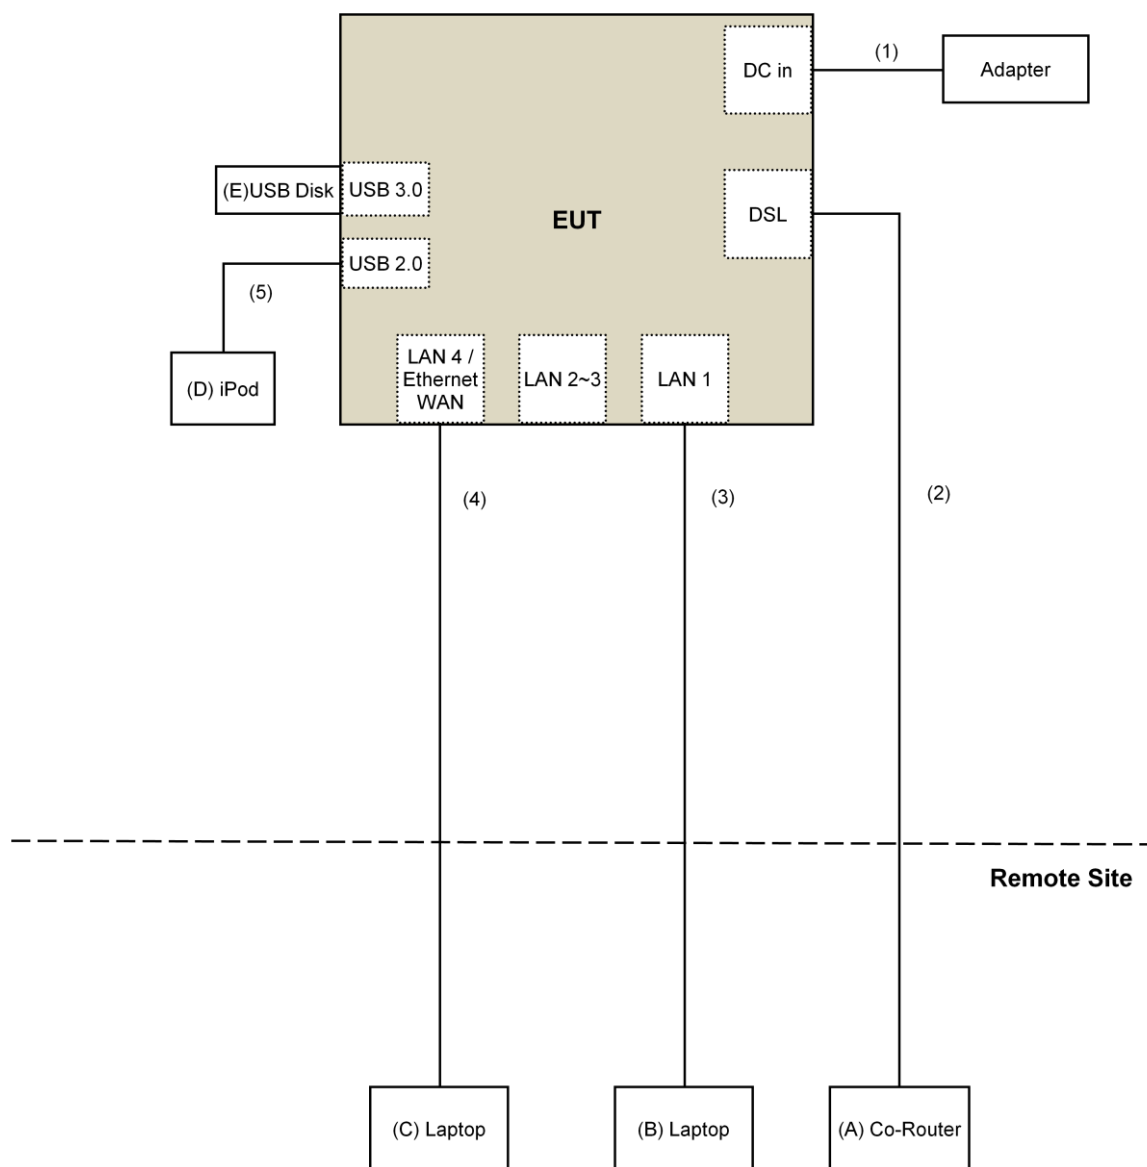 DC in
(1)
Adapter
(E)USB Disk
USB 3.0
EUT
DSL
USB 2.0
(5)
(D) iPod
LAN 4 /
Ethernet
WAN
LAN 2~3
LAN 1
(4)
(3)
(2)
Remote Site
(C) Laptop
(B) Laptop
(A) Co-Router